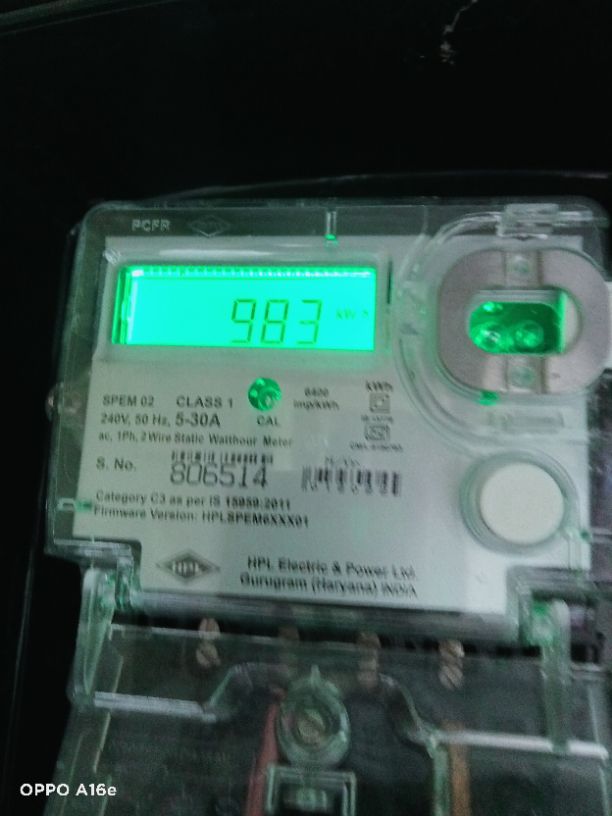 PCFR HPL
983 kW h
SPEM 02 CLASS 1 6400 imp/kWh kWh
240V, 50 Hz, 5-30A CAL
ac, 1Ph, 2 Wire Static Watthour Meter
S. No. 806514
Category C3 as per IS 15959:2011
Firmware Version: HPLSPEM6XXX01
HPL HPL Electric & Power Ltd.
Gurugram (Haryana) INDIA
OPPO A16e